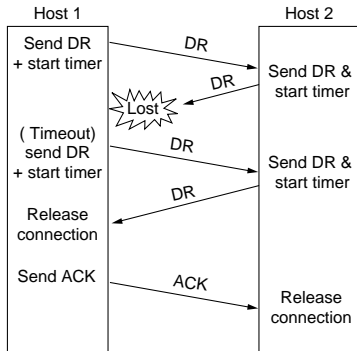 Host 1
Host 2
Send DR
+ start timer
DR
DR
Send DR &
start timer
Lost
( Timeout)
send DR
+ start timer
DR
Send DR &
start timer
DR
Release
connection
Send ACK
ACK
Release
connection